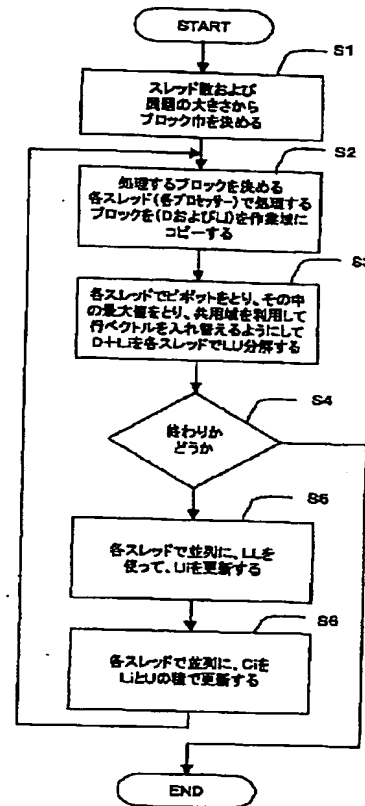 START
S1
スレッド数および
問題の大きさから
ブロック巾を決める
S2
処理するブロックを決める
各スレッド(各プロセッサー)で処理する
ブロックを(DおよびLi)を作業域に
コピーする
S3
各スレッドでピボットをとり、その中
の最大値をとり、共用域を利用して
行ベクトルを入れ替えるようにして
D+Liを各スレッドでLU分解する
S4
終わりか
どうか
S5
各スレッドで並列に、LLを
使って、Uiを更新する
S6
各スレッドで並列に、Ciを
LiとUの積で更新する
END